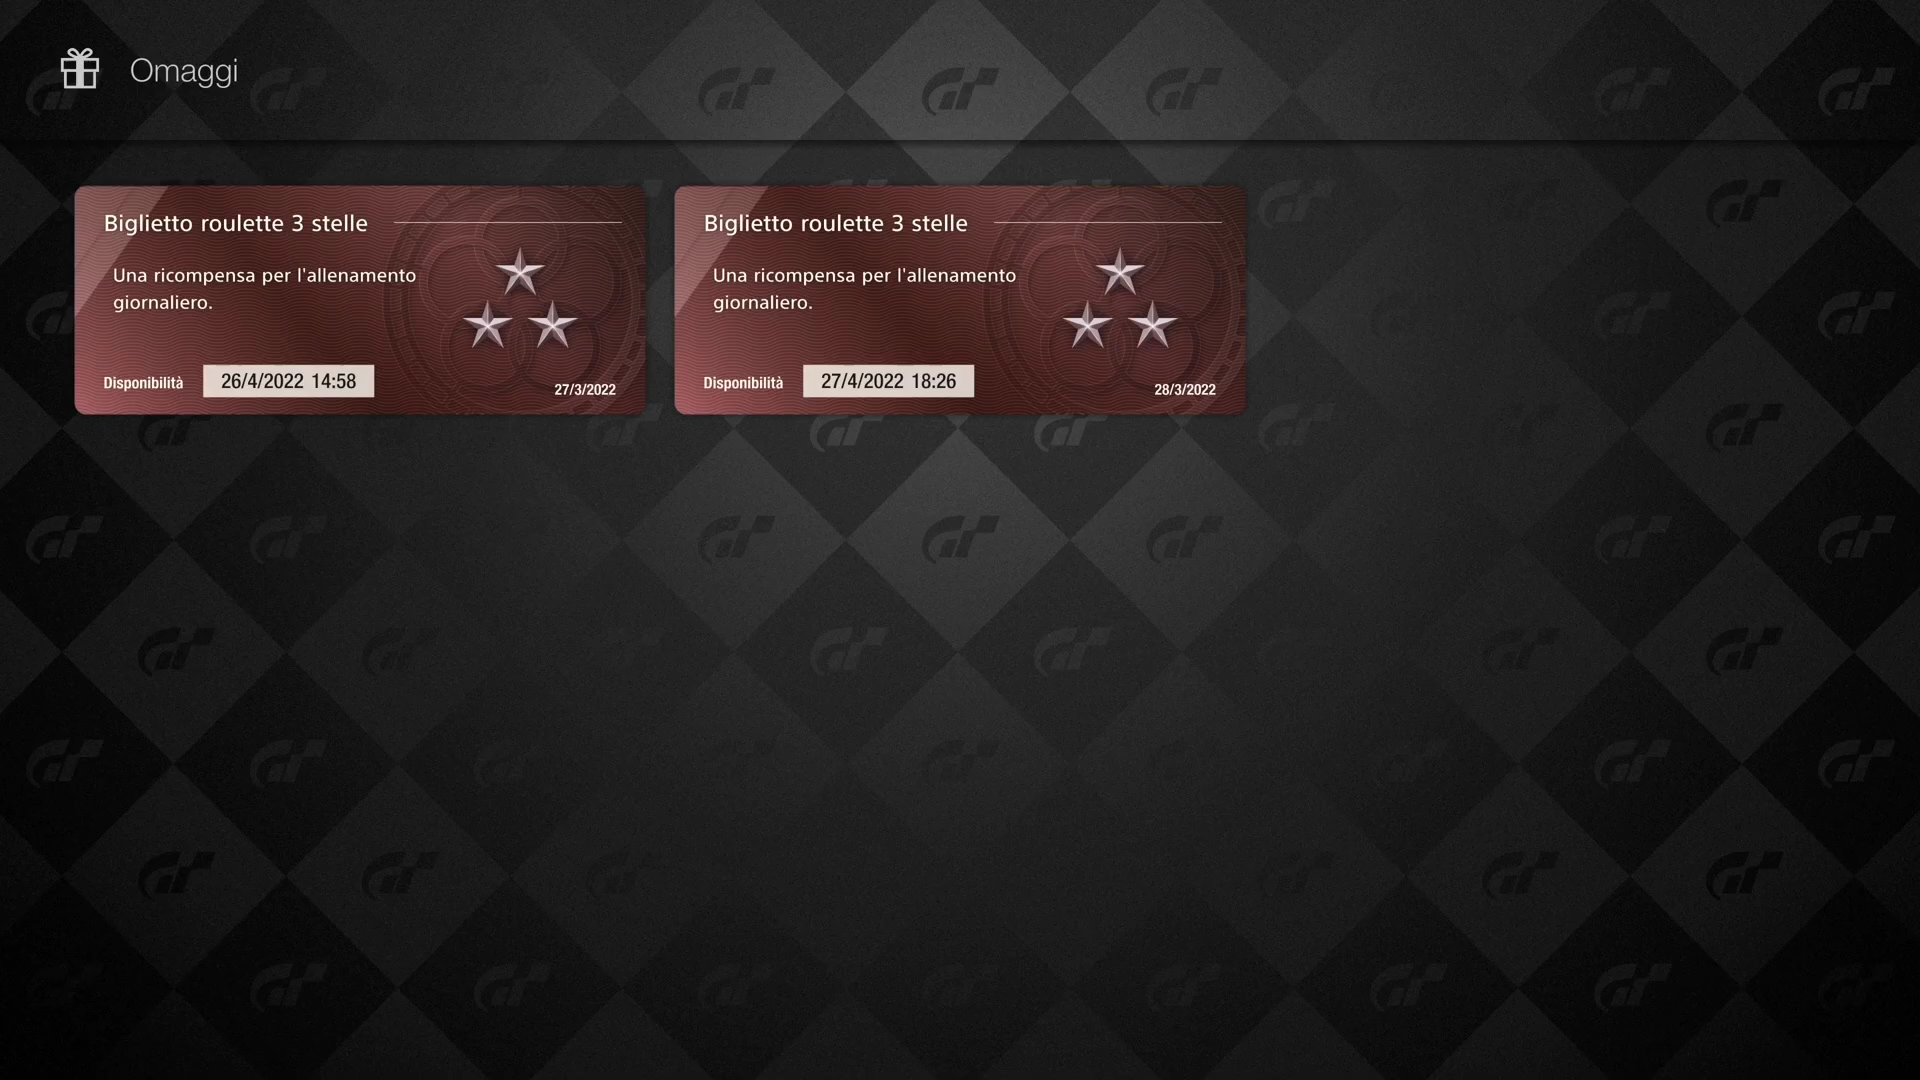 Omaggi
Biglietto roulette 3 stelle
Una ricompensa per l'allenamento
giornaliero.
Disponibilità 26/4/2022 14:58
27/3/2022
Biglietto roulette 3 stelle
Una ricompensa per l'allenamento
giornaliero.
Disponibilità 27/4/2022 18:26
28/3/2022